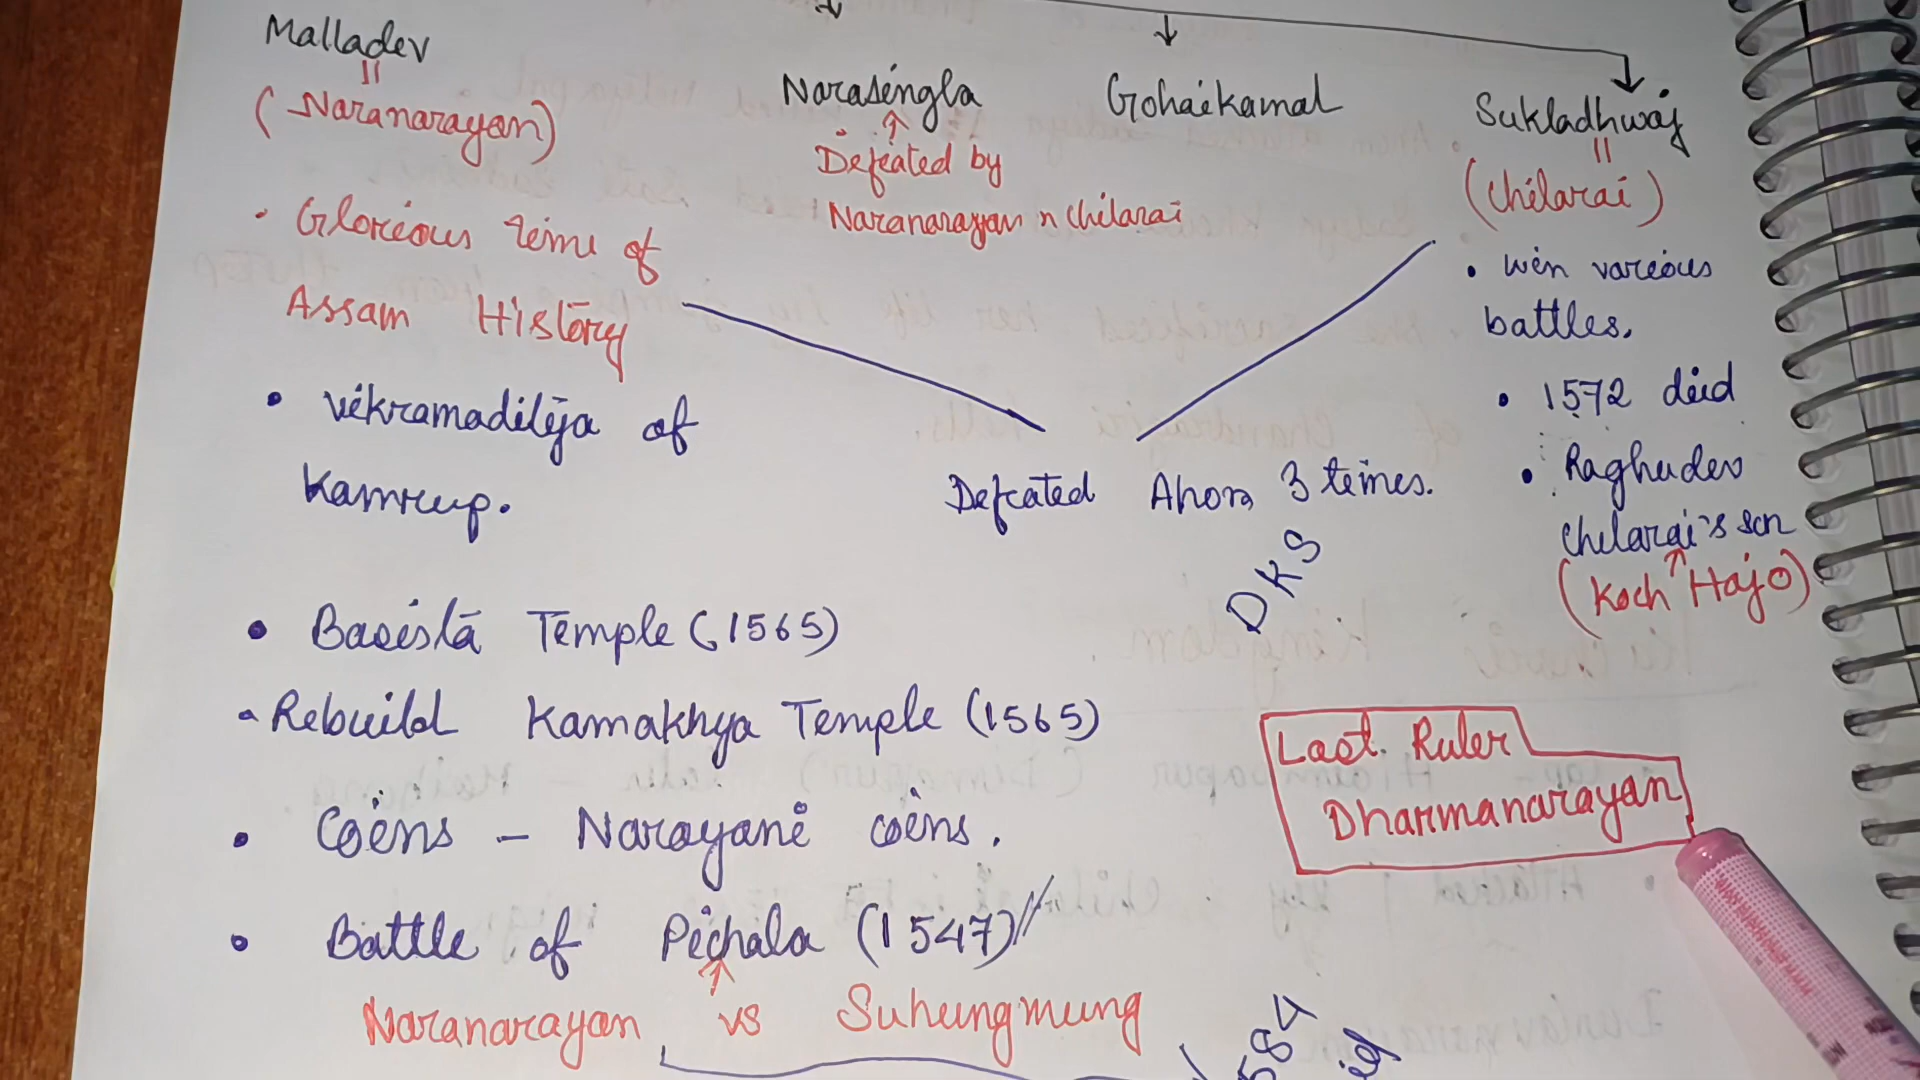 Malladev
(Naranarayan)
• Glorious time of
Assam History
• vikramaditya of
Kamrup.
Narasingha
Defeated by
Naranarayan n Chilarai
Gohaikamal
Sukladhwaj
(Chilarai)
• win various
battles.
• 1572 died
• Raghudev
Chilarai's son
(Koch Hajo)
Defeated Ahom 3 times.
DKS
• Basista Temple (1565)
• Rebuild Kamakhya Temple (1565)
• Coins – Narayani coins.
• Battle of Pichala (1547)
Naranarayan vs Suhungmung
Last Ruler
Dharmanarayan